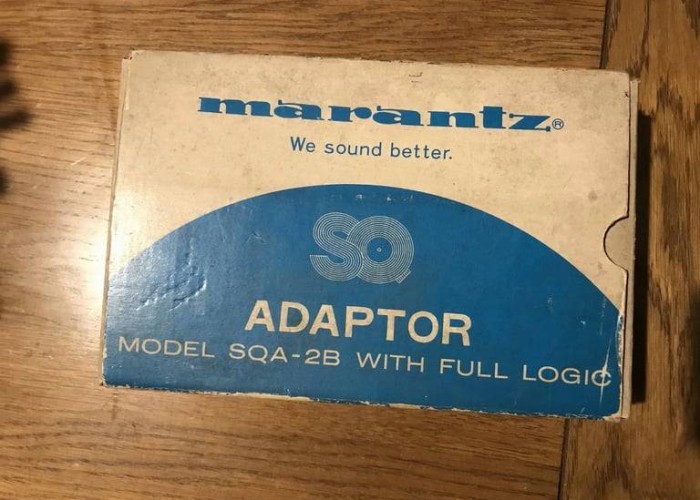 marantz®
We sound better.
SQ
ADAPTOR
MODEL SQA-2B WITH FULL LOGIC